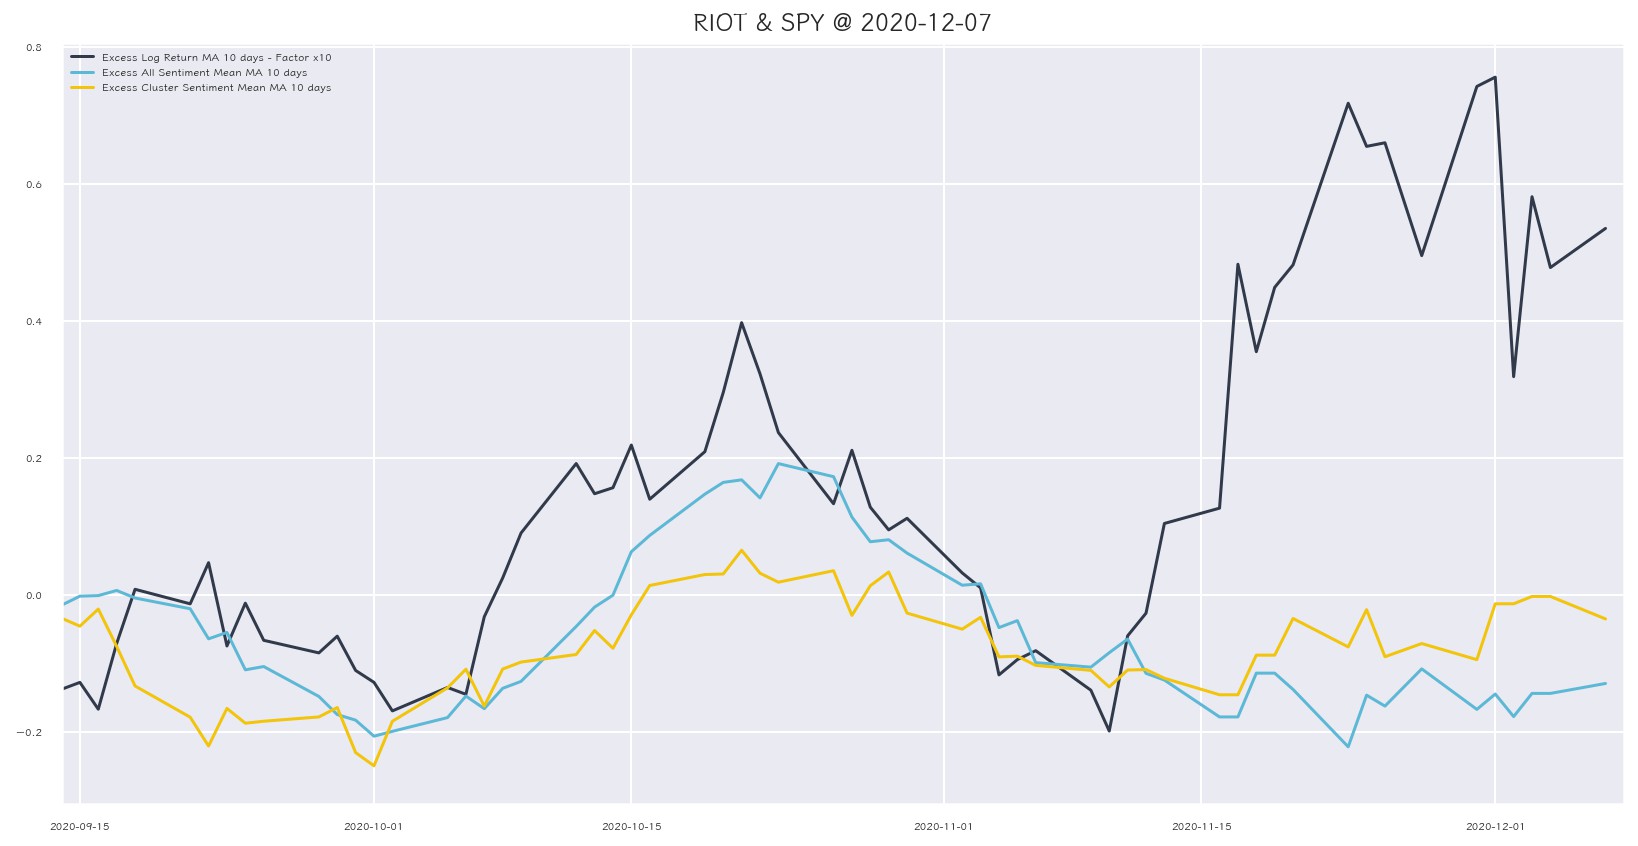 RIOT & SPY @ 2020-12-07
Excess Log Return MA 10 days - Factor x10
Excess All Sentiment Mean MA 10 days
Excess Cluster Sentiment Mean MA 10 days
0.8
0.6
0.4
0.2
0.0
−0.2
2020-09-15 2020-10-01 2020-10-15 2020-11-01 2020-11-15 2020-12-01